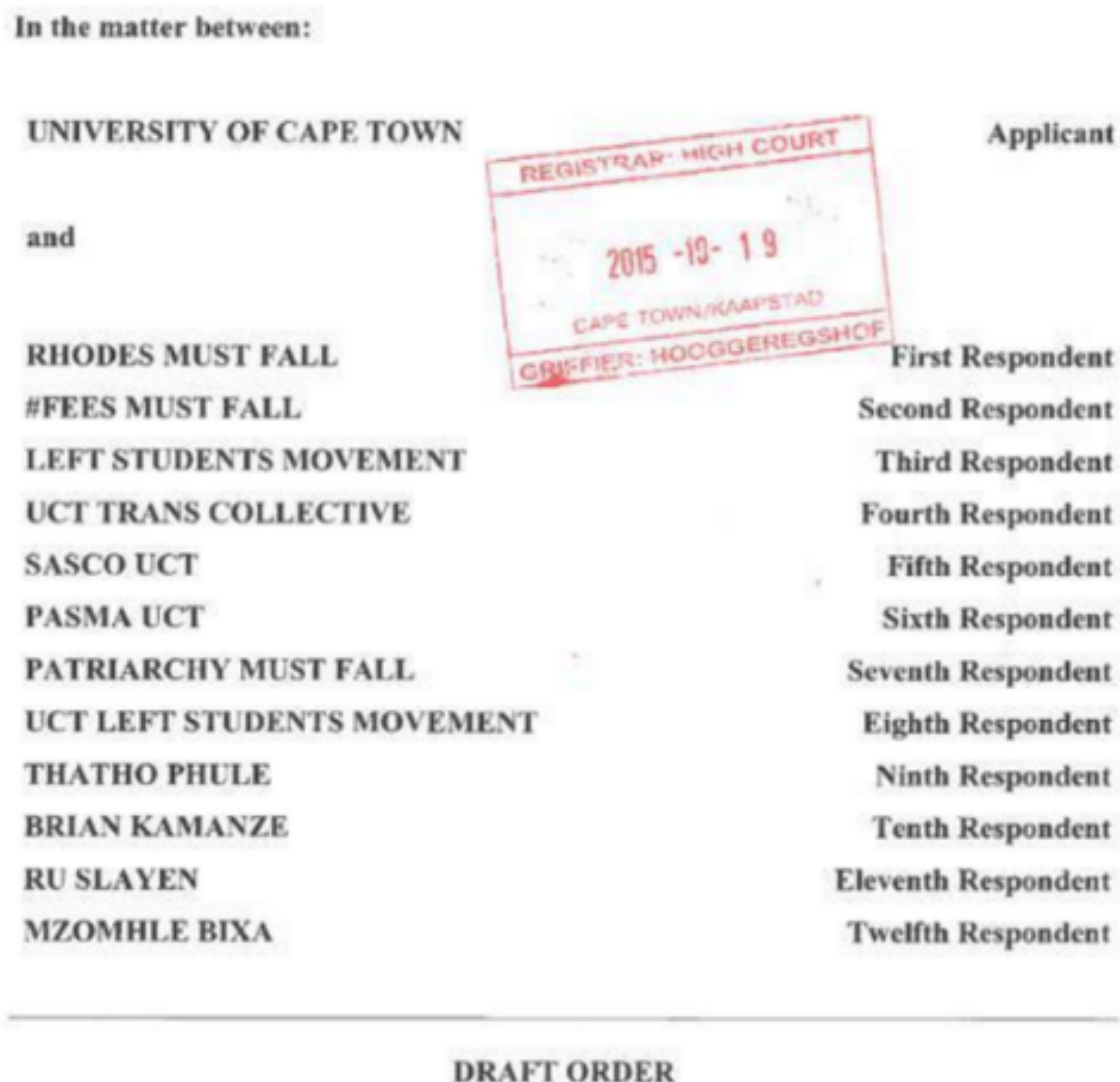 In the matter between:
UNIVERSITY OF CAPE TOWN Applicant
REGISTRAR: HIGH COURT
and
2015 -10- 19
CAPE TOWN/KAAPSTAD
GRIFFIER: HOOGGEREGSHOF
RHODES MUST FALL First Respondent
#FEES MUST FALL Second Respondent
LEFT STUDENTS MOVEMENT Third Respondent
UCT TRANS COLLECTIVE Fourth Respondent
SASCO UCT Fifth Respondent
PASMA UCT Sixth Respondent
PATRIARCHY MUST FALL Seventh Respondent
UCT LEFT STUDENTS MOVEMENT Eighth Respondent
THATHO PHULE Ninth Respondent
BRIAN KAMANZE Tenth Respondent
RU SLAYEN Eleventh Respondent
MZOMHLE BIXA Twelfth Respondent
DRAFT ORDER